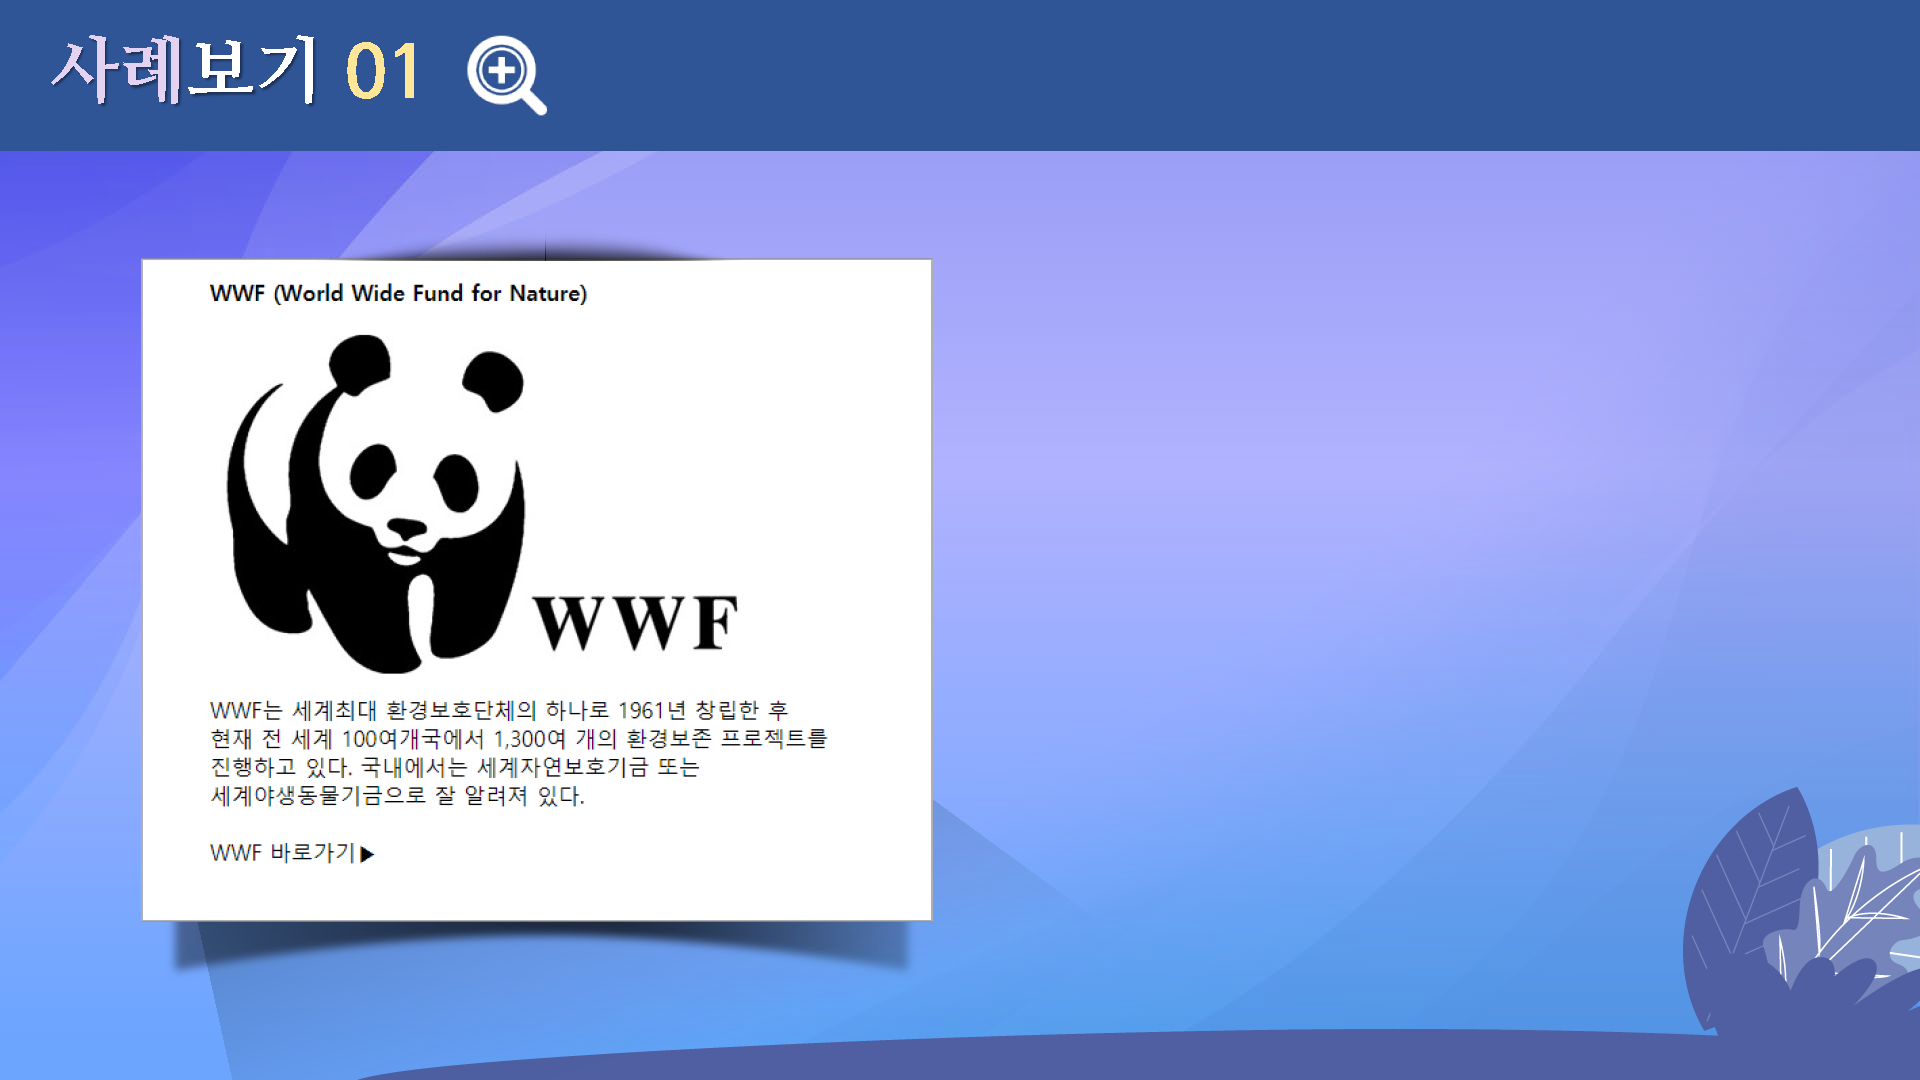 사례보기 01
WWF (World Wide Fund for Nature)
WWF
WWF는 세계최대 환경보호단체의 하나로 1961년 창립한 후
현재 전 세계 100여개국에서 1,300여 개의 환경보존 프로젝트를
진행하고 있다. 국내에서는 세계자연보호기금 또는
세계야생동물기금으로 잘 알려져 있다.
WWF 바로가기▶